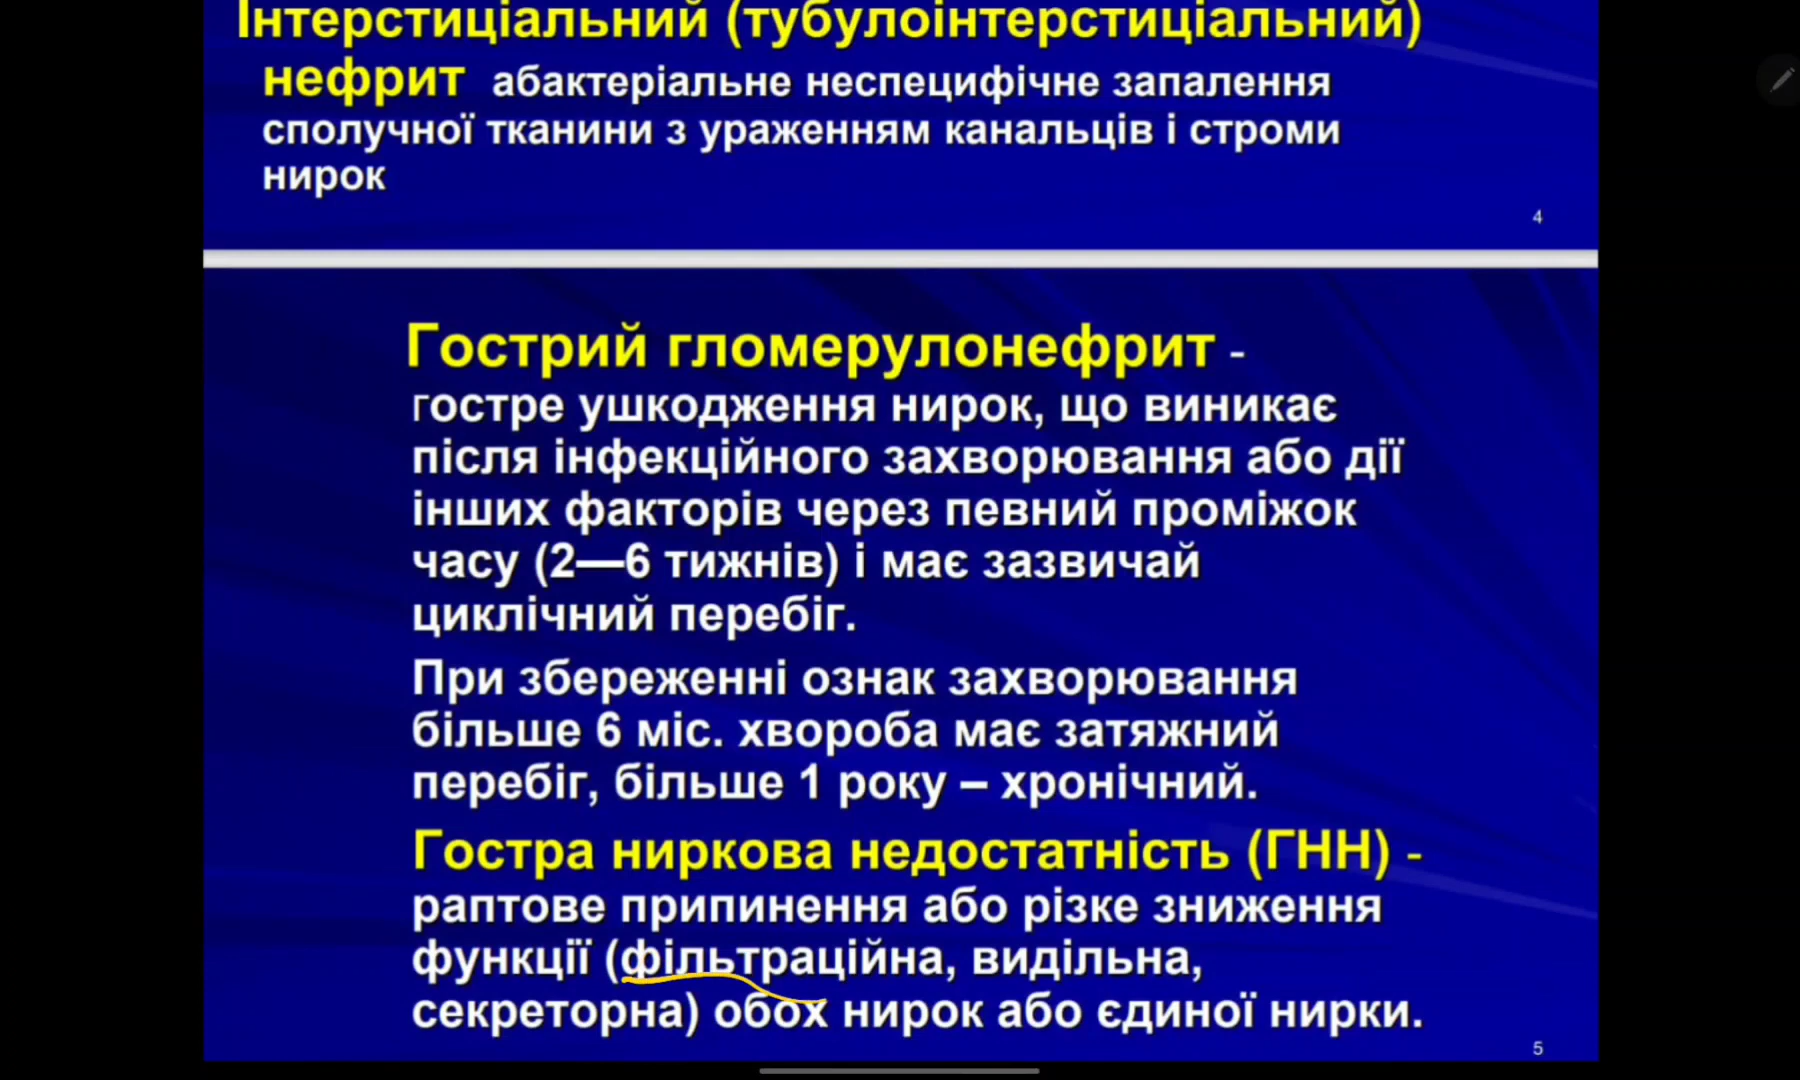 Інтерстиціальний (тубулоінтерстиціальний)
нефрит абактеріальне неспецифічне запалення
сполучної тканини з ураженням канальців і строми
нирок
4
Гострий гломерулонефрит -
гостре ушкодження нирок, що виникає
після інфекційного захворювання або дії
інших факторів через певний проміжок
часу (2—6 тижнів) і має зазвичай
циклічний перебіг.
При збереженні ознак захворювання
більше 6 міс. хвороба має затяжний
перебіг, більше 1 року – хронічний.
Гостра ниркова недостатність (ГНН) -
раптове припинення або різке зниження
функції (фільтраційна, видільна,
секреторна) обох нирок або єдиної нирки.
5